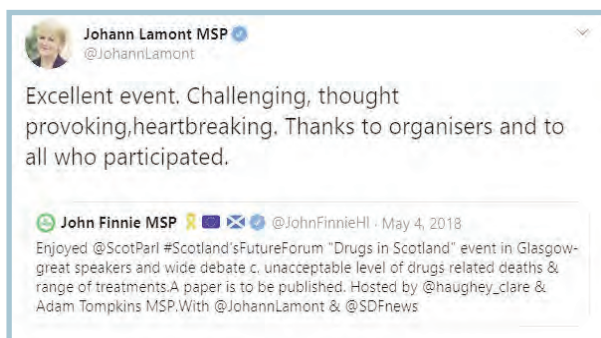 Johann Lamont MSP
@JohannLamont
Excellent event. Challenging, thought
provoking,heartbreaking. Thanks to organisers and to
all who participated.
John Finnie MSP @JohnFinnieHI · May 4, 2018
Enjoyed @ScotParl #Scotland'sFutureForum "Drugs in Scotland" event in Glasgow-
great speakers and wide debate c. unacceptable level of drugs related deaths &
range of treatments.A paper is to be published. Hosted by @haughey_clare &
Adam Tompkins MSP.With @JohannLamont & @SDFnews